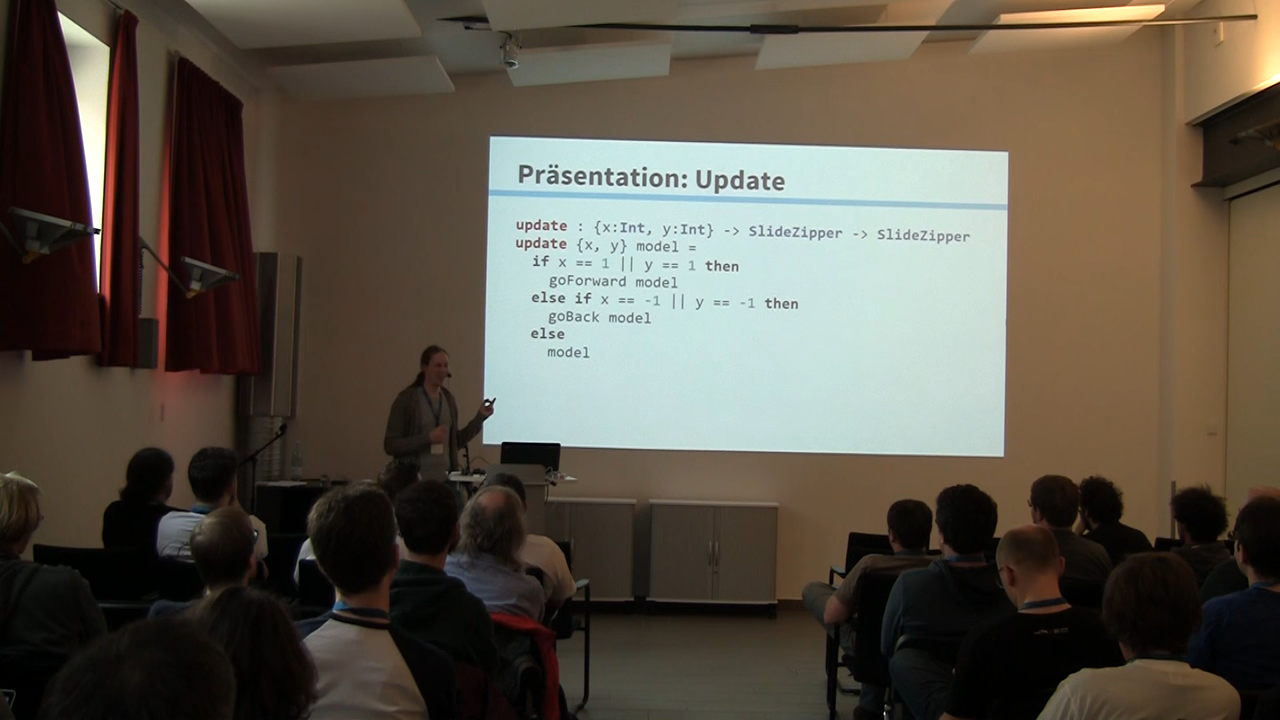 Präsentation: Update
update : {x:Int, y:Int} -> SlideZipper -> SlideZipper
update {x, y} model =
if x == 1 || y == 1 then
goForward model
else if x == -1 || y == -1 then
goBack model
else
model